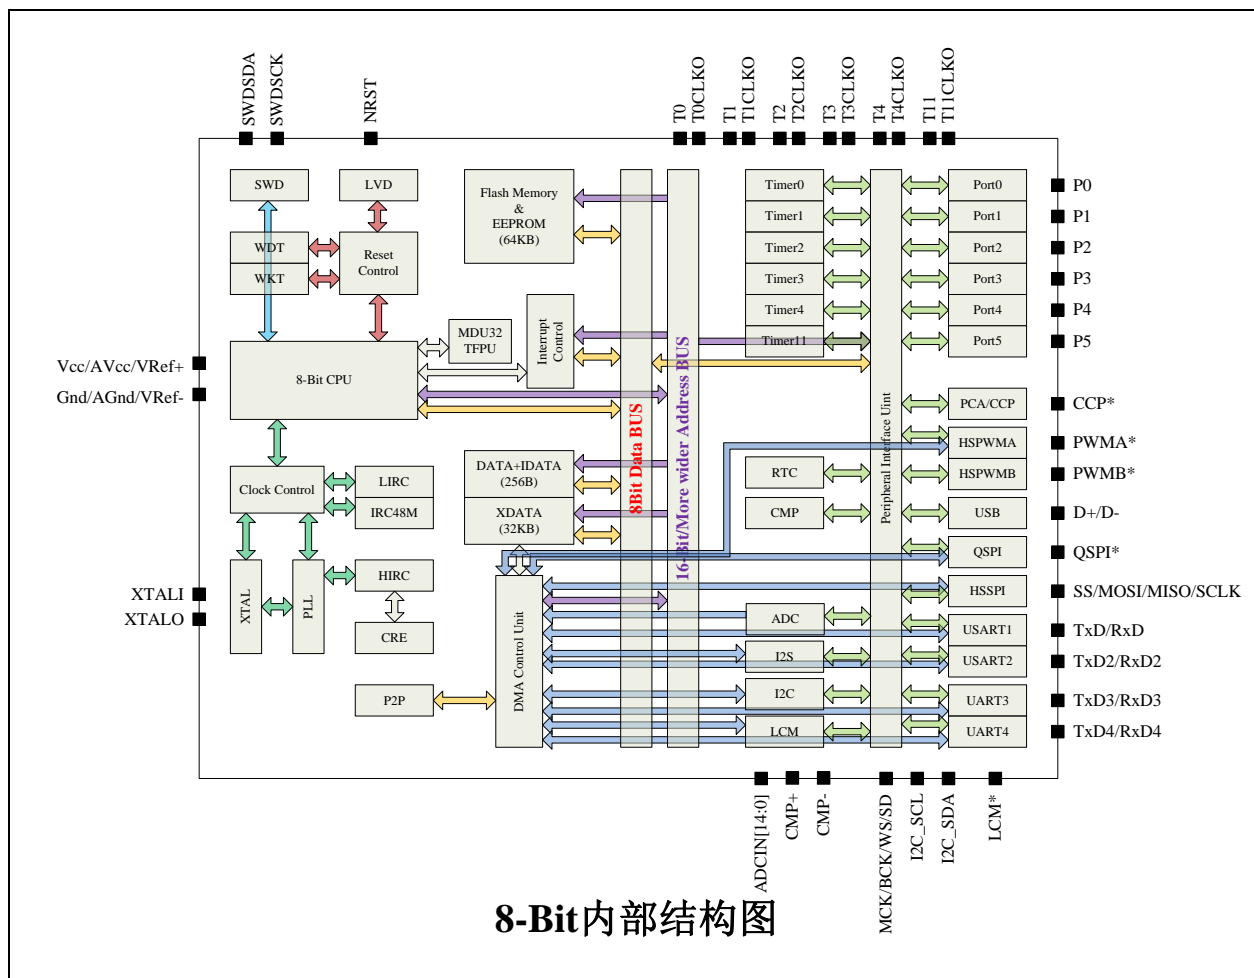 SWDSDA
SWDSCK
NRST
T0
T0CLKO
T1
T1CLKO
T2
T2CLKO
T3
T3CLKO
T4
T4CLKO
T11
T11CLKO
SWD
LVD
WDT
WKT
Reset
Control
Flash Memory
&
EEPROM
(64KB)
Timer0
Timer1
Timer2
Timer3
Timer4
Timer11
Port0
Port1
Port2
Port3
Port4
Port5
P0
P1
P2
P3
P4
P5
Vcc/AVcc/VRef+
Gnd/AGnd/VRef-
8-Bit CPU
MDU32
TFPU
Interrupt
Control
8Bit Data BUS
16-Bit/More wider Address BUS
Peripheral Interface Unit
PCA/CCP
HSPWMA
HSPWMB
USB
QSPI
HSSPI
USART1
USART2
UART3
UART4
CCP*
PWMA*
PWMB*
D+/D-
QSPI*
SS/MOSI/MISO/SCLK
TxD/RxD
TxD2/RxD2
TxD3/RxD3
TxD4/RxD4
Clock Control
LIRC
IRC48M
DATA+IDATA
(256B)
XDATA
(32KB)
RTC
CMP
XTALI
XTALO
XTAL
PLL
HIRC
CRE
P2P
DMA Control Unit
ADC
I2S
I2C
LCM
ADCIN[14:0]
CMP+
CMP-
MCK/BCK/WS/SD
I2C_SCL
I2C_SDA
LCM*
8-Bit内部结构图